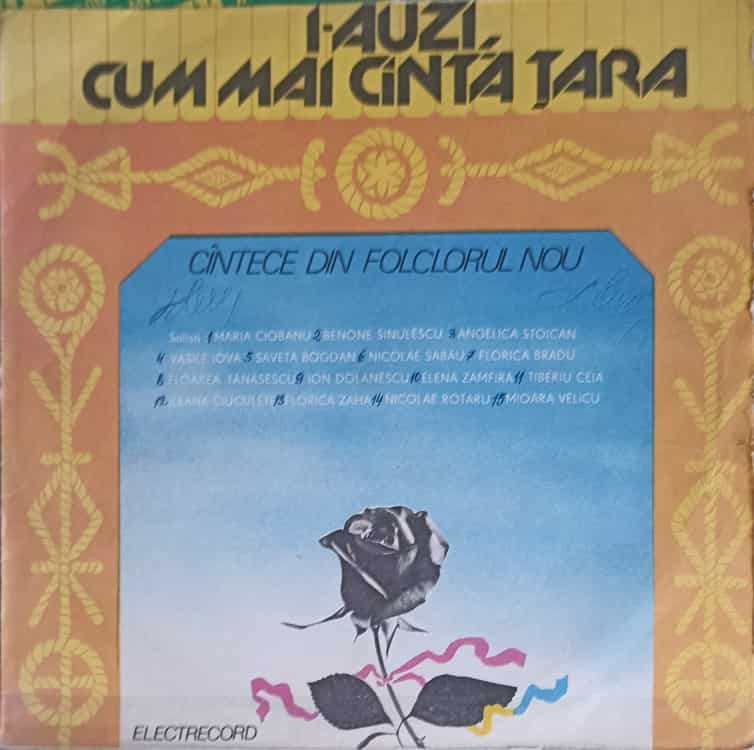 I-AUZI,
CUM MAI CÎNTĂ ȚARA
CÎNTECE DIN FOLCLORUL NOU
Soliști 1 MARIA CIOBANU 2 BENONE SINULESCU 3 ANGELICA STOICAN
4 VASILE IOVA 5 SAVETA BOGDAN 6 NICOLAE SABĂU 7 FLORICA BRADU
8 FLOAREA TĂNĂSESCU 9 ION DOLĂNESCU 10 ELENA ZAMFIRA 11 TIBERIU CEIA
12 ILEANA CIUCULETE 13 FLORICA ZAHA 14 NICOLAE ROTARU 15 MIOARA VELICU
ELECTRECORD